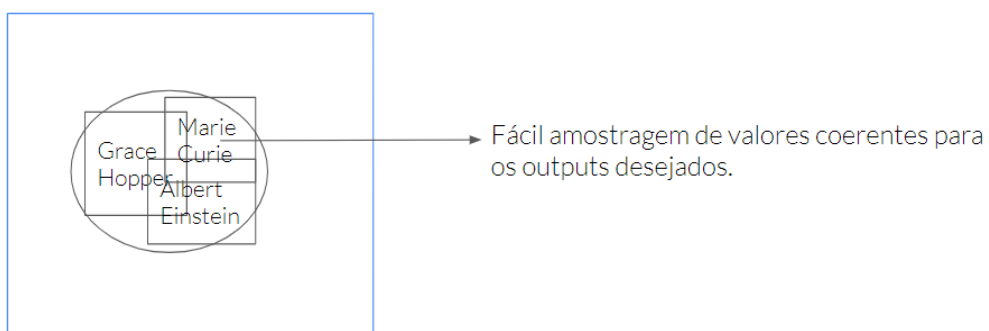 Grace
Hopper
Marie
Curie
Albert
Einstein
Fácil amostragem de valores coerentes para
os outputs desejados.